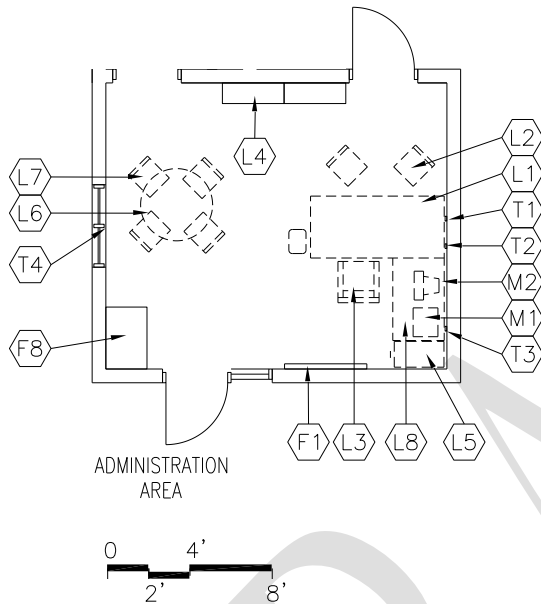 L7
L6
T4
F8
L4
L2
L1
T1
T2
M2
M1
T3
F1
L3
L8
L5
ADMINISTRATION
AREA
0
4'
2'
8'